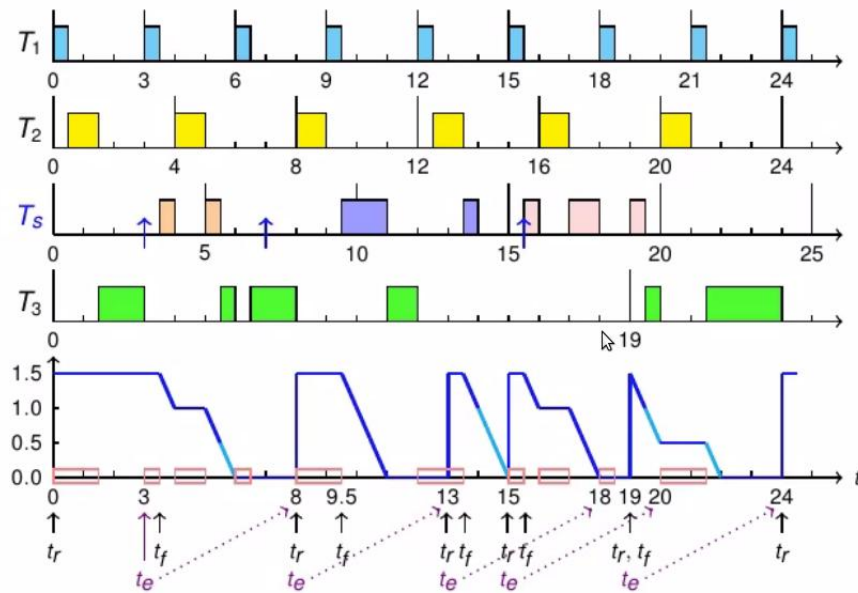 T1
0 3 6 9 12 15 18 21 24
T2
0 4 8 12 16 20 24
Ts
0 5 10 15 20 25
T3
0 19
1.5
1.0
0.5
0.0
0 3 8 9.5 13 15 18 19 20 24 t
tr tf tr tf tr tf tr tf tr, tf tr
te te te te te